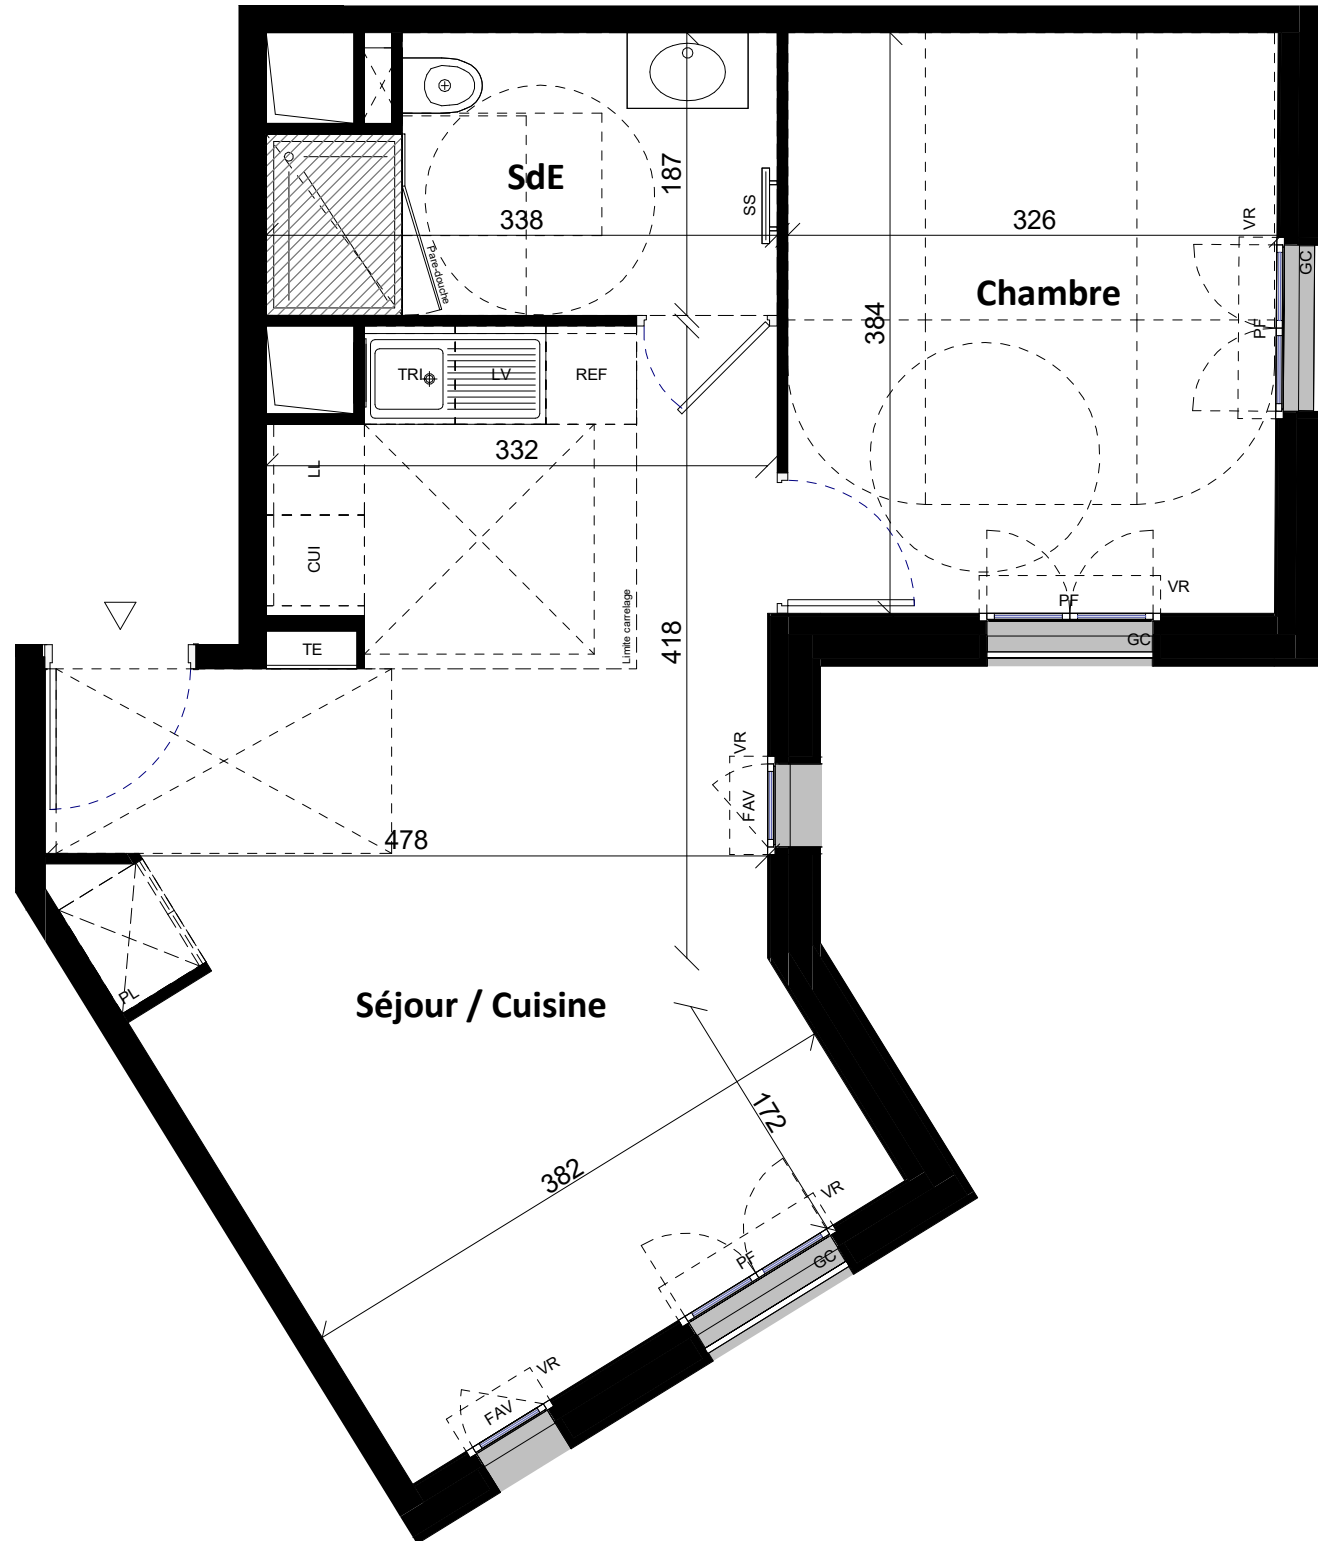 SdE
187
338
SS
Pare-douche
326
VR
GC
PF
Chambre
384
TRI
LV
REF
332
LL
CUI
TE
Limite carrelage
418
PF
VR
GC
VR
FAV
478
PL
Séjour / Cuisine
172
382
VR
PF
GC
VR
FAV